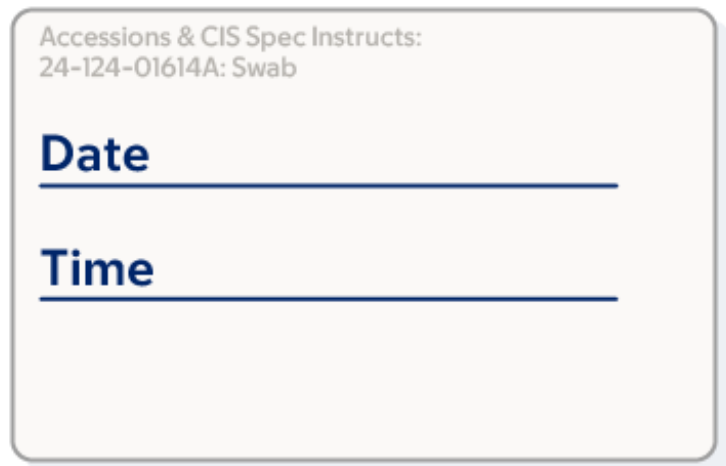 Accessions & CIS Spec Instructs:
24-124-01614A: Swab
Date
Time